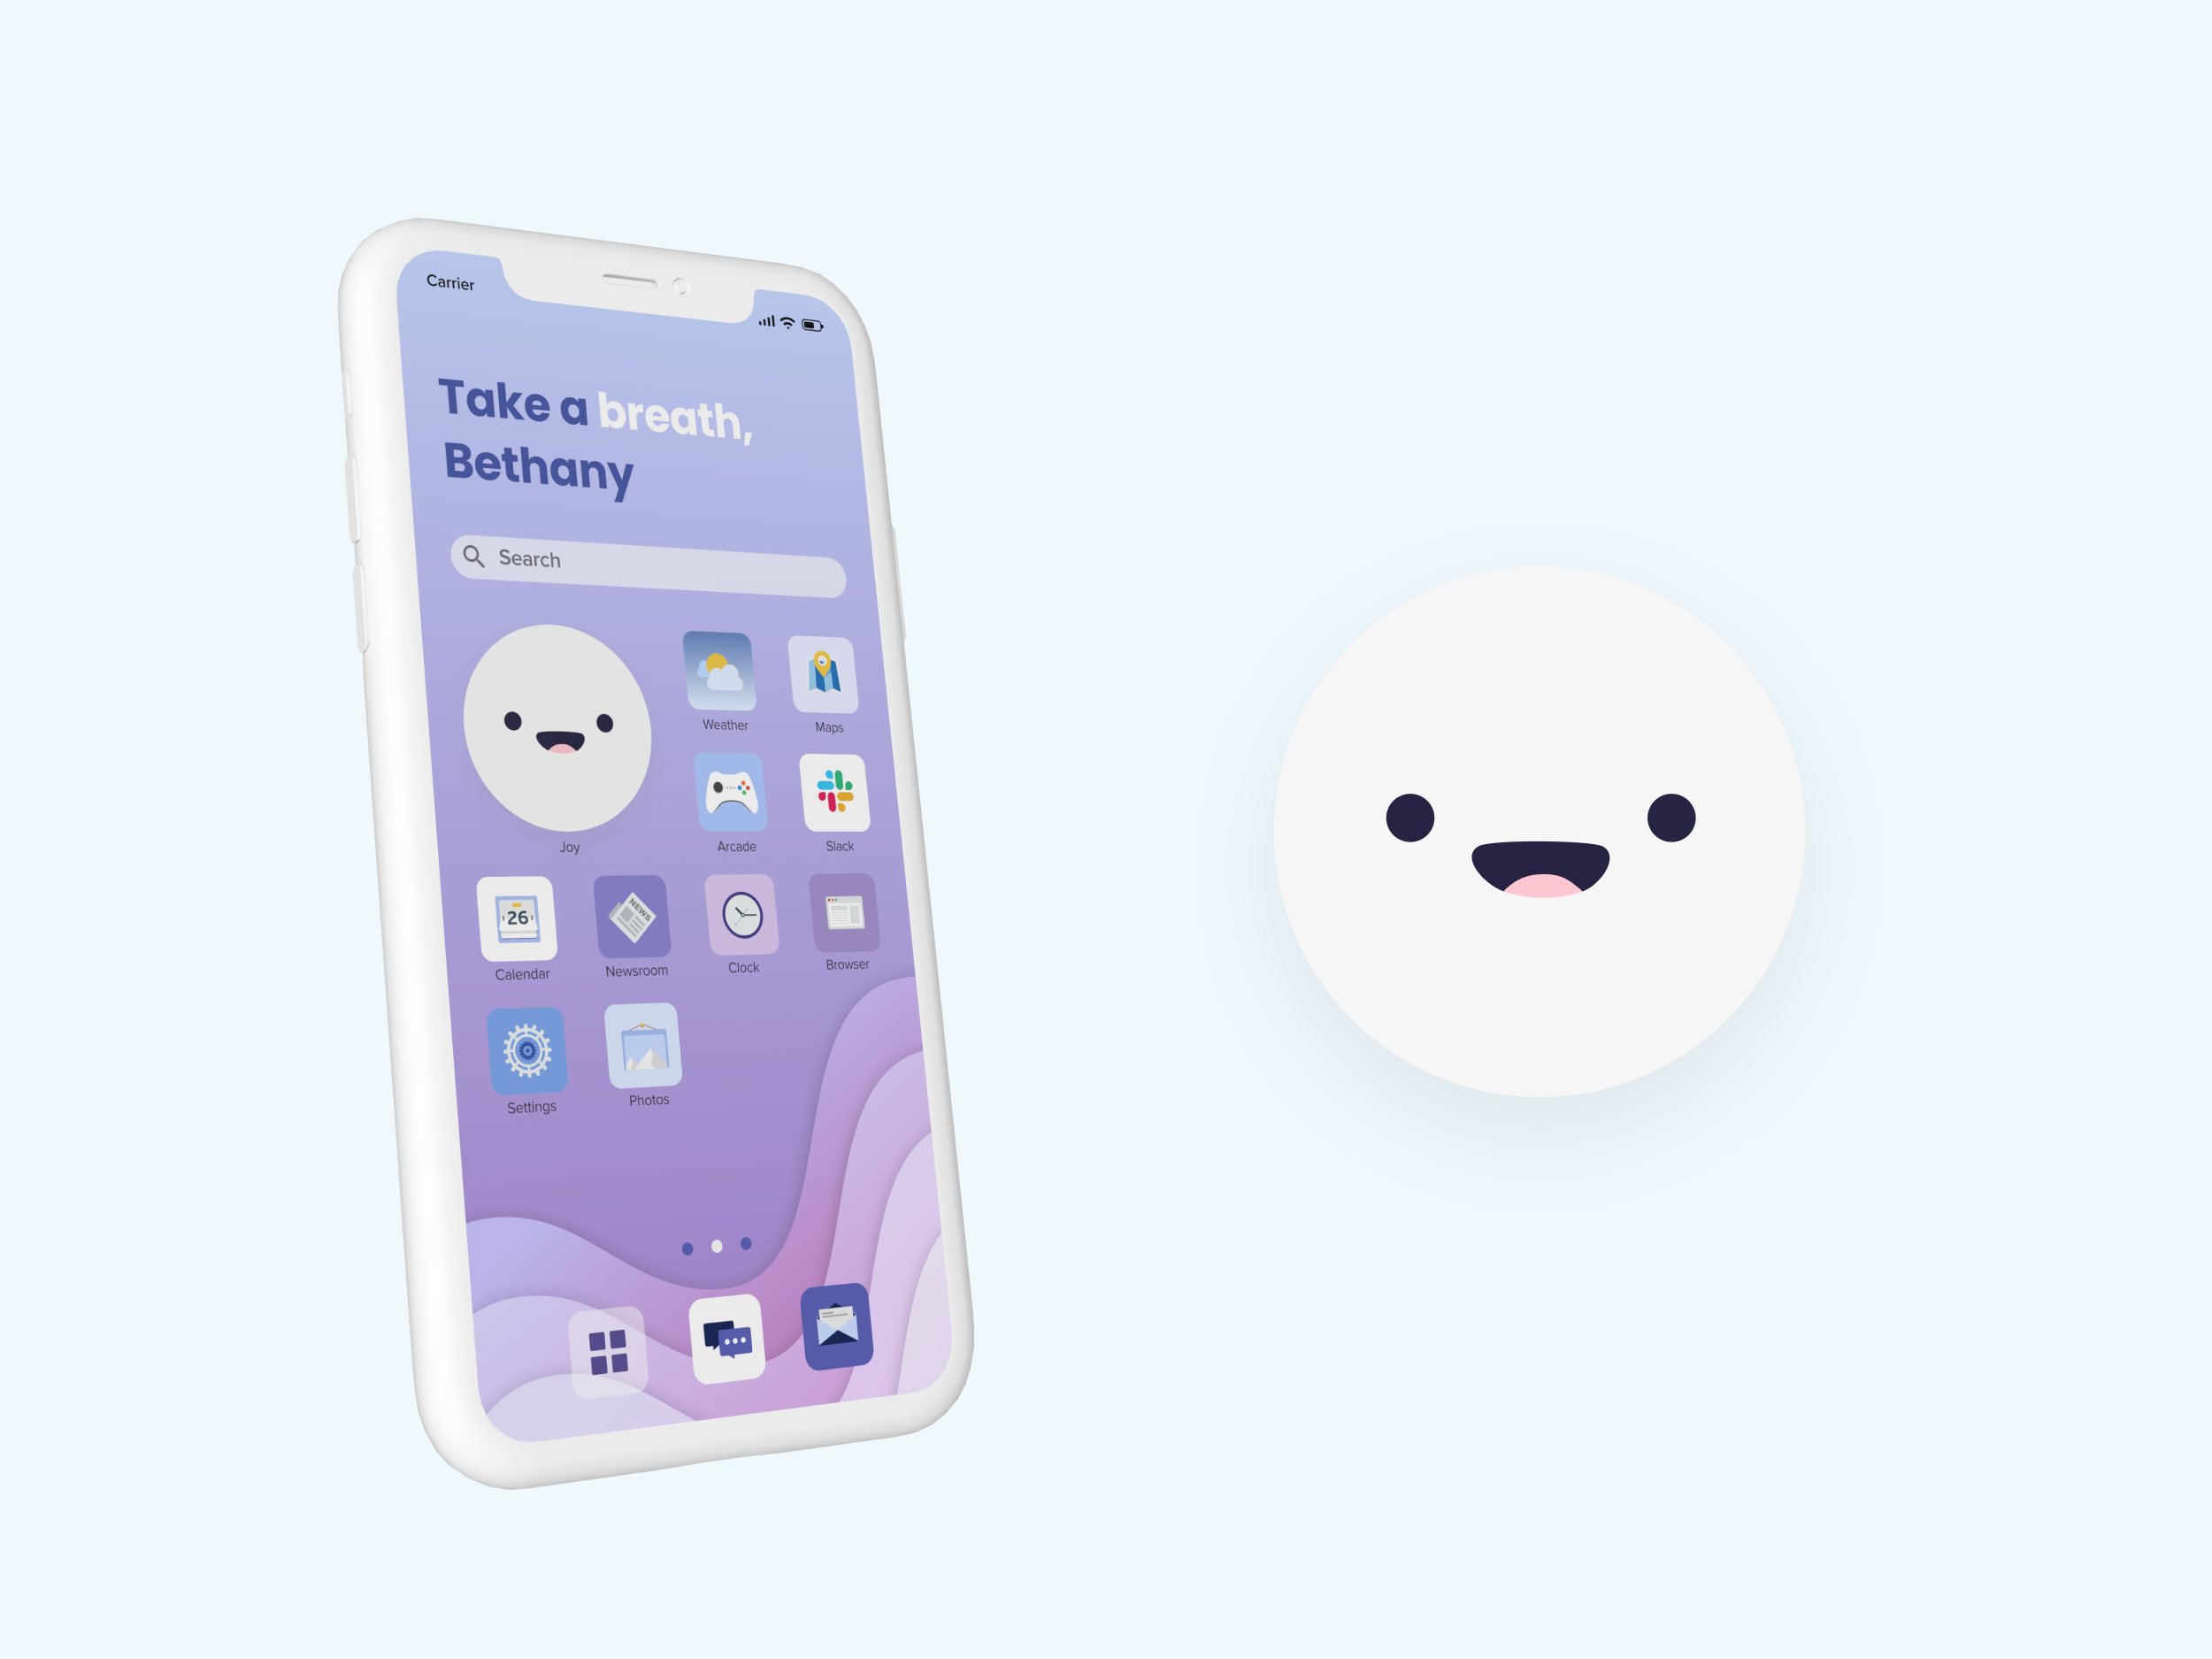 Carrier
Take a breath,
Bethany
Search
Weather
Maps
Joy
Arcade
Slack
26
NEWS
Calendar
Newsroom
Clock
Browser
Settings
Photos